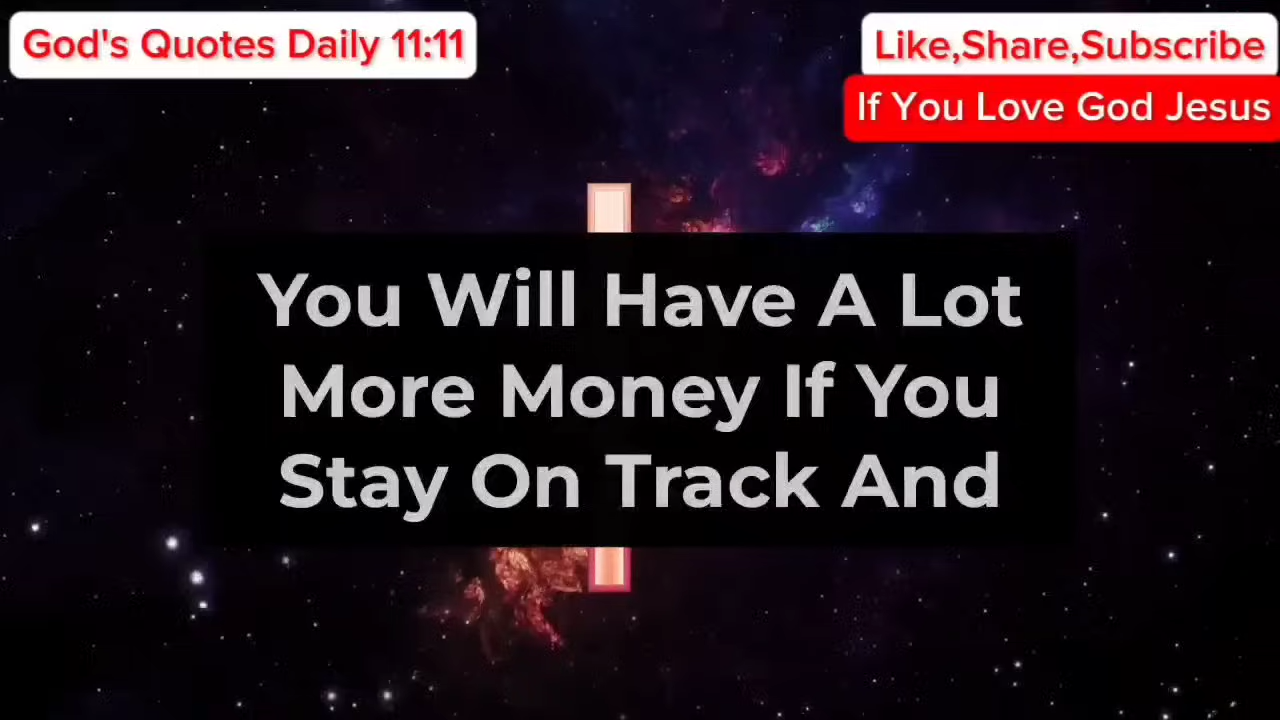 God's Quotes Daily 11:11
Like,Share,Subscribe
If You Love God Jesus
You Will Have A Lot
More Money If You
Stay On Track And